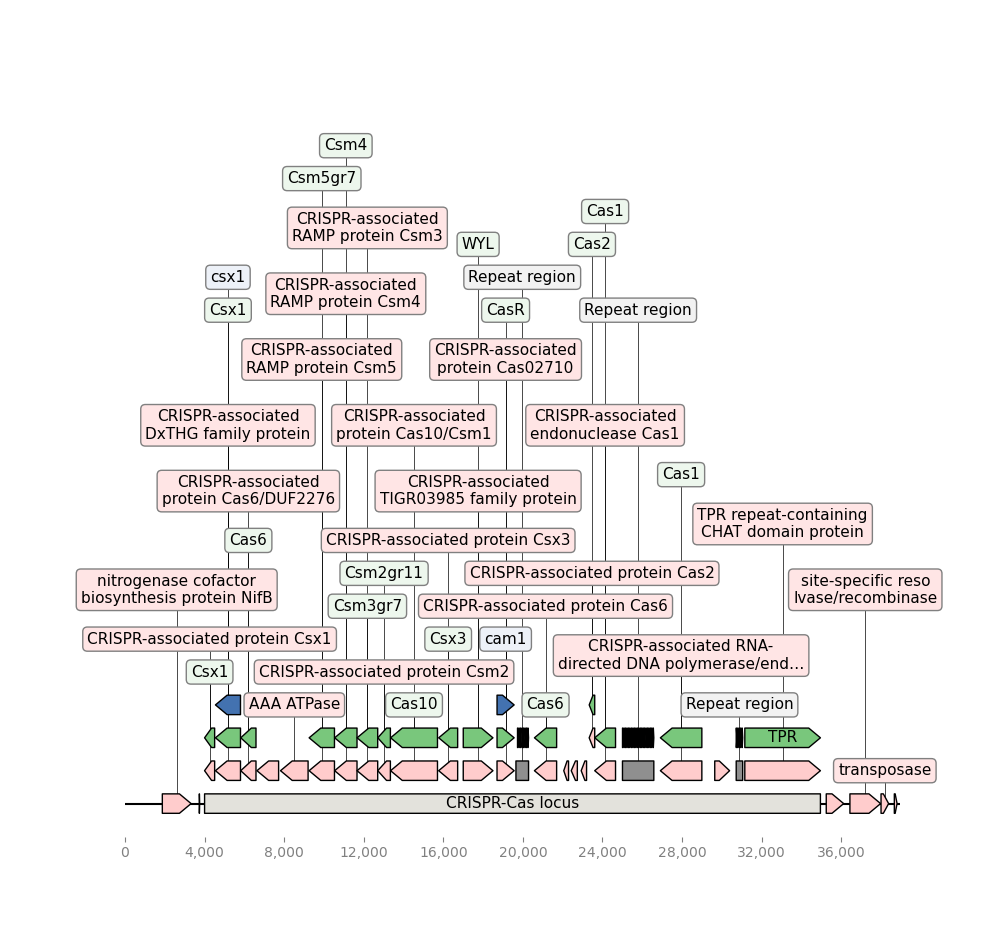 Csm4
Csm5gr7
Cas1
CRISPR-associated
RAMP protein Csm3
WYL
Cas2
csx1
CRISPR-associated
RAMP protein Csm4
Repeat region
Csx1
CasR
Repeat region
CRISPR-associated
RAMP protein Csm5
CRISPR-associated
protein Cas02710
CRISPR-associated
DxTHG family protein
CRISPR-associated
protein Cas10/Csm1
CRISPR-associated
endonuclease Cas1
Cas1
CRISPR-associated
protein Cas6/DUF2276
CRISPR-associated
TIGR03985 family protein
TPR repeat-containing
CHAT domain protein
Cas6
CRISPR-associated protein Csx3
nitrogenase cofactor
biosynthesis protein NifB
Csm2gr11
CRISPR-associated protein Cas2
site-specific reso
lvase/recombinase
Csm3gr7
CRISPR-associated protein Cas6
CRISPR-associated protein Csx1
Csx3
cam1
CRISPR-associated RNA-
directed DNA polymerase/end...
Csx1
CRISPR-associated protein Csm2
AAA ATPase
Cas10
Cas6
Repeat region
TPR
transposase
CRISPR-Cas locus
0
4,000
8,000
12,000
16,000
20,000
24,000
28,000
32,000
36,000